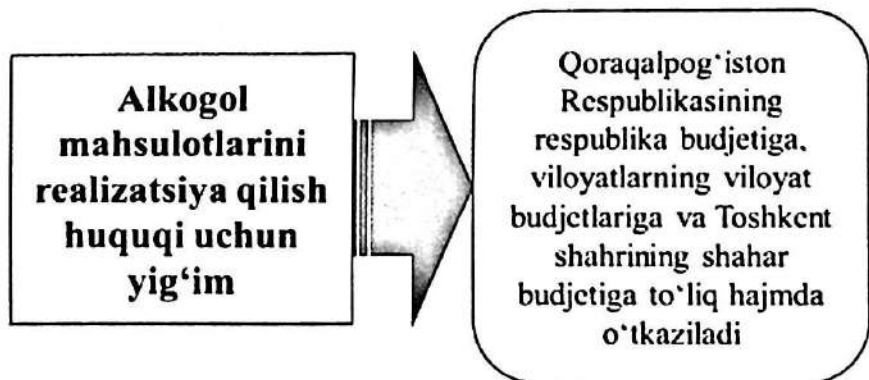 Alkogol
mahsulotlarini
realizatsiya qilish
huquqi uchun
yig‘im
Qoraqalpog‘iston
Respublikasining
respublika budjetiga,
viloyatlarning viloyat
budjetlariga va Toshkent
shahrining shahar
budjetiga to‘liq hajmda
o‘tkaziladi